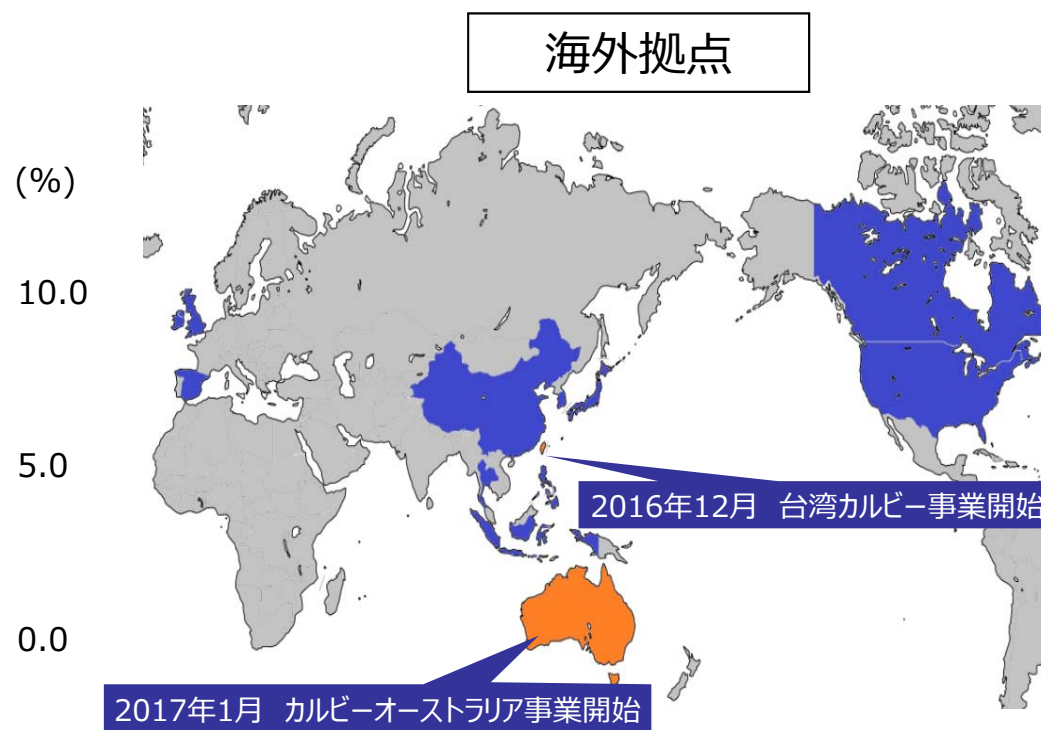 海外拠点
(%)
10.0
5.0
2016年12月 台湾カルビー事業開始
0.0
2017年1月 カルビーオーストラリア事業開始